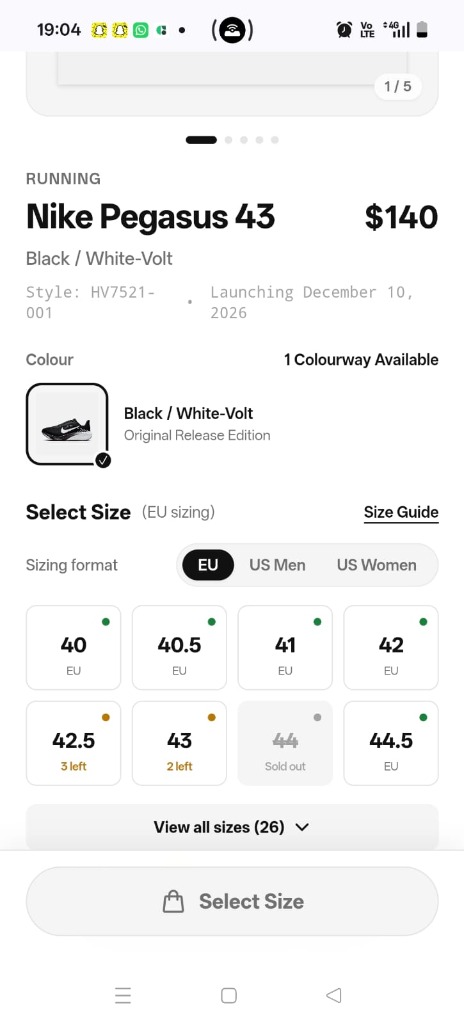 19:04
Vo
LTE
4G
1 / 5
RUNNING
Nike Pegasus 43 $140
Black / White-Volt
Style: HV7521- • Launching December 10,
001 2026
Colour 1 Colourway Available
Black / White-Volt
Original Release Edition
Select Size (EU sizing) Size Guide
Sizing format EU US Men US Women
40 40.5 41 42
EU EU EU EU
42.5 43 44 44.5
3 left 2 left Sold out EU
View all sizes (26)
Select Size